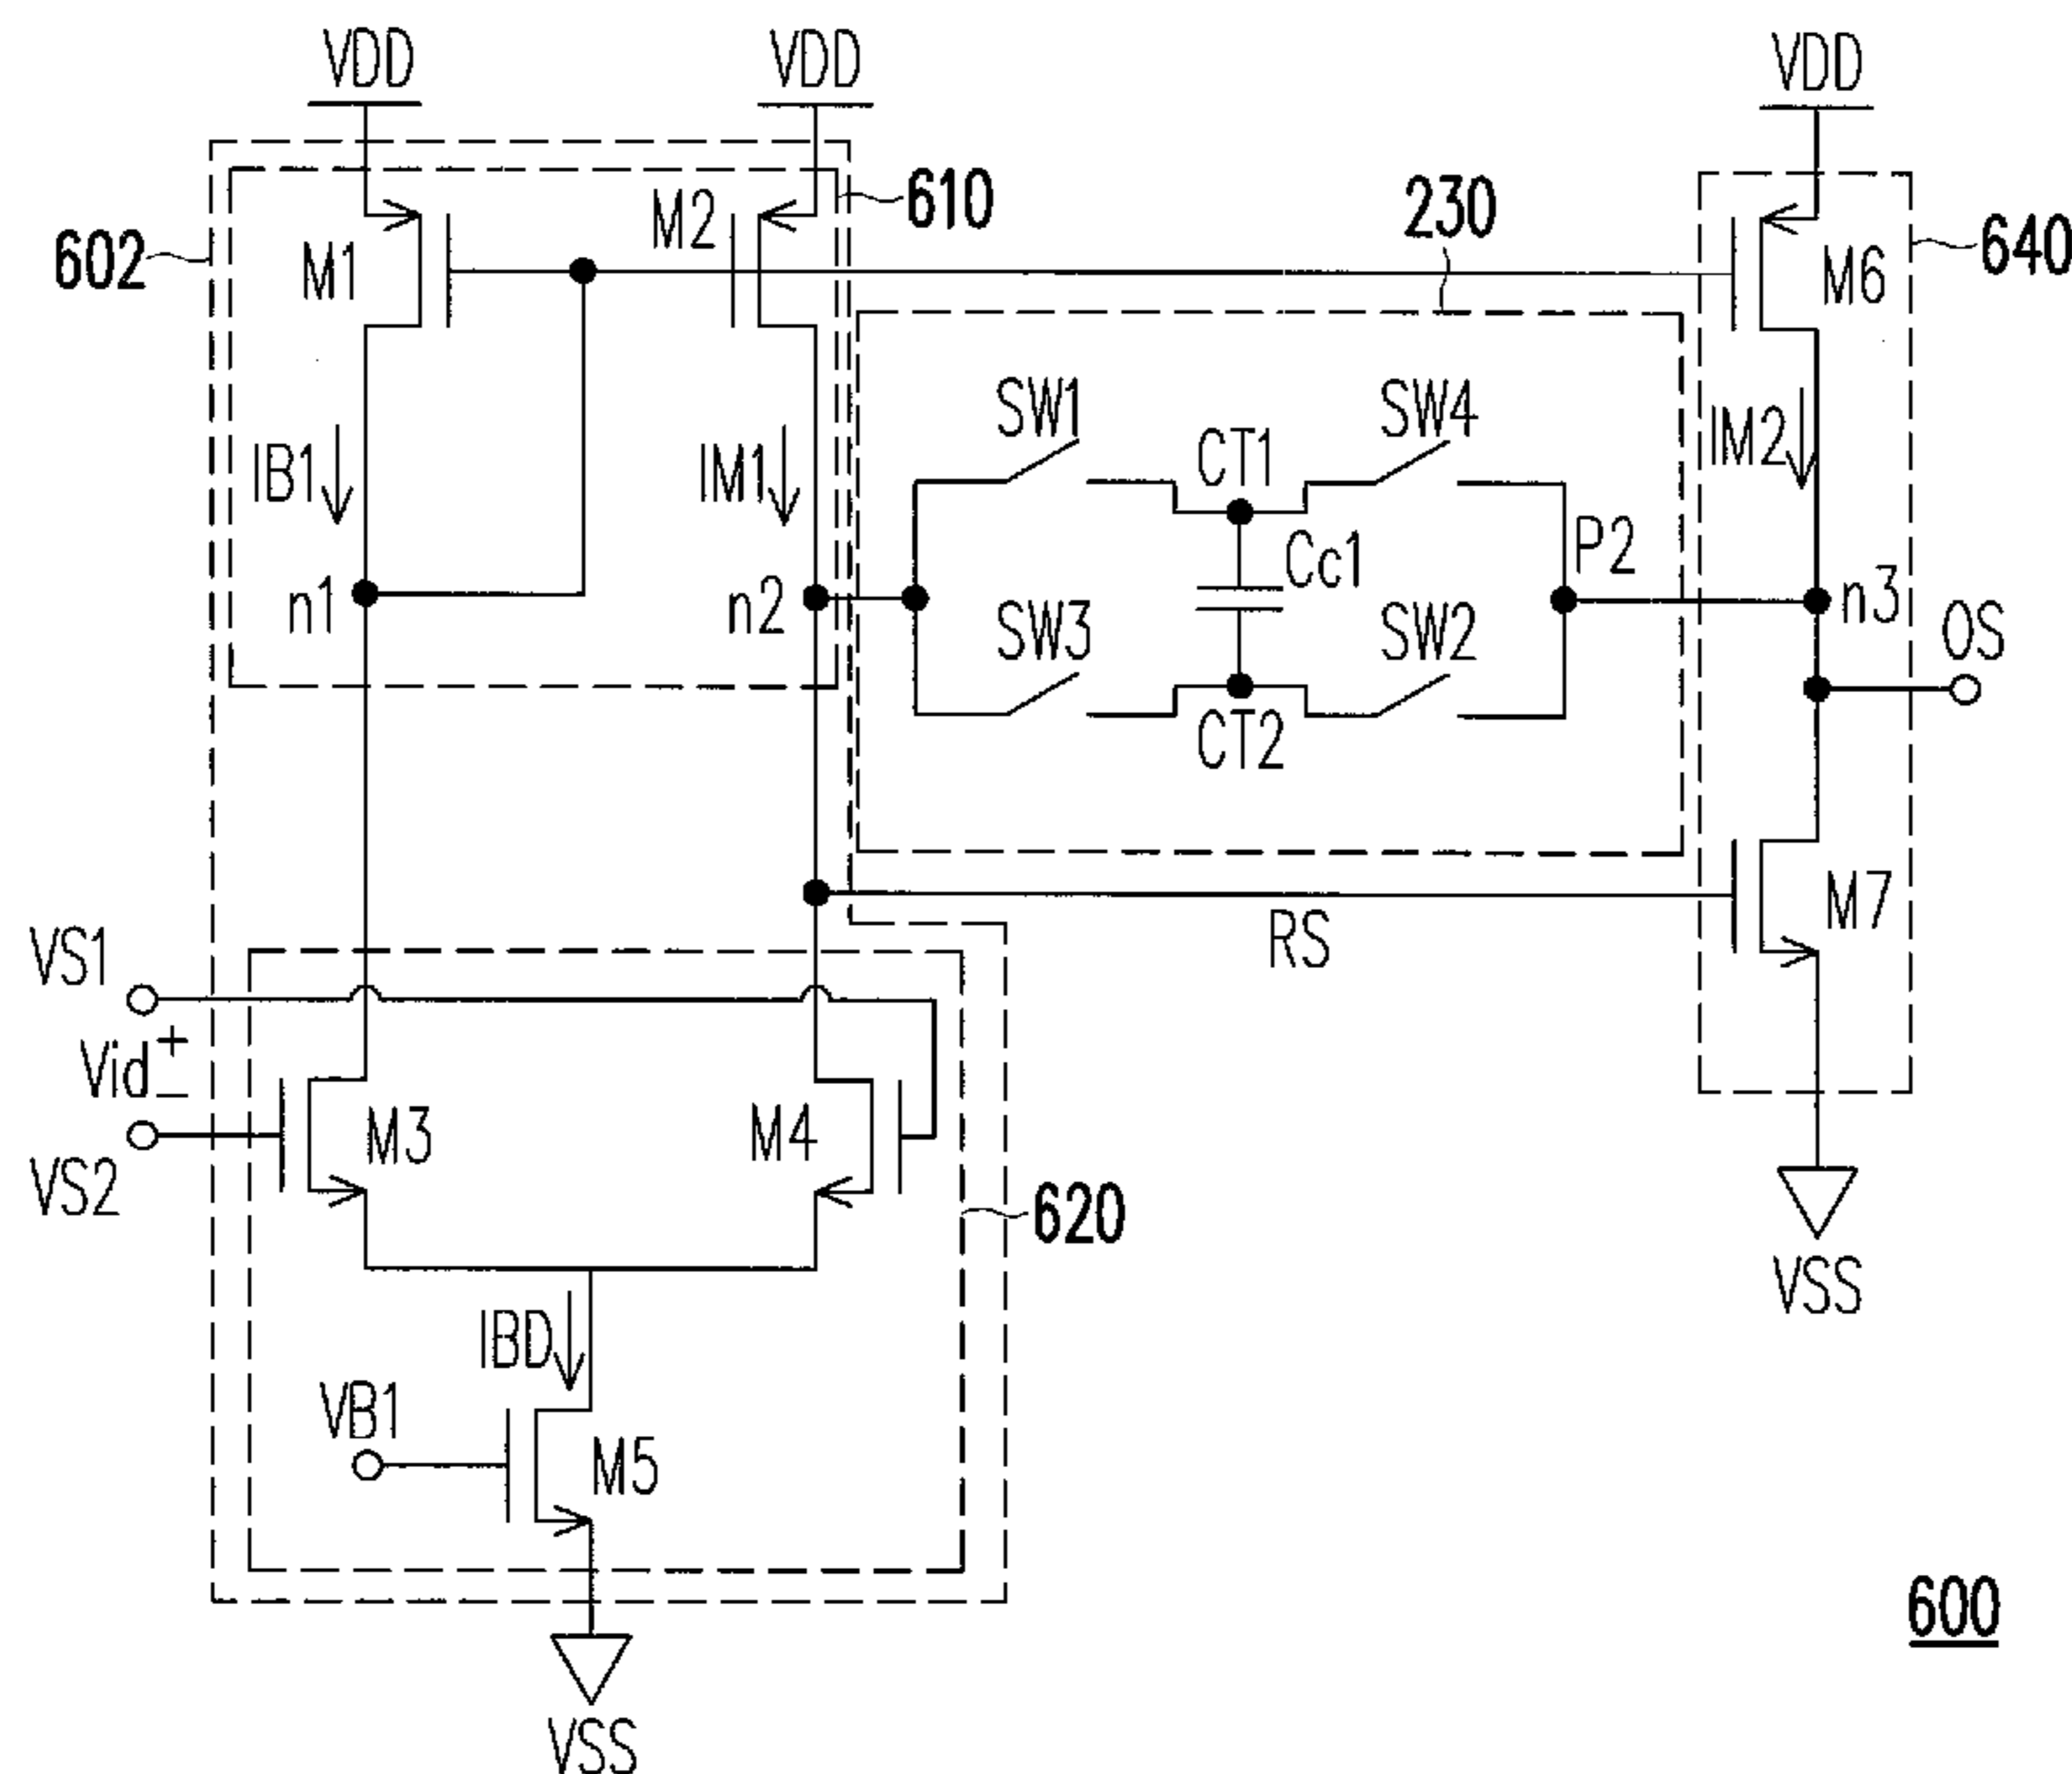 VDD
VDD
VDD
602
M1
M2
610
230
640
M6
IB1
IM1
SW1
CT1
SW4
IM2
n1
n2
Cc1
P2
n3
OS
SW3
CT2
SW2
RS
M7
VS1
Vid
+
−
VS2
M3
M4
620
VSS
IBD
VB1
M5
VSS
600